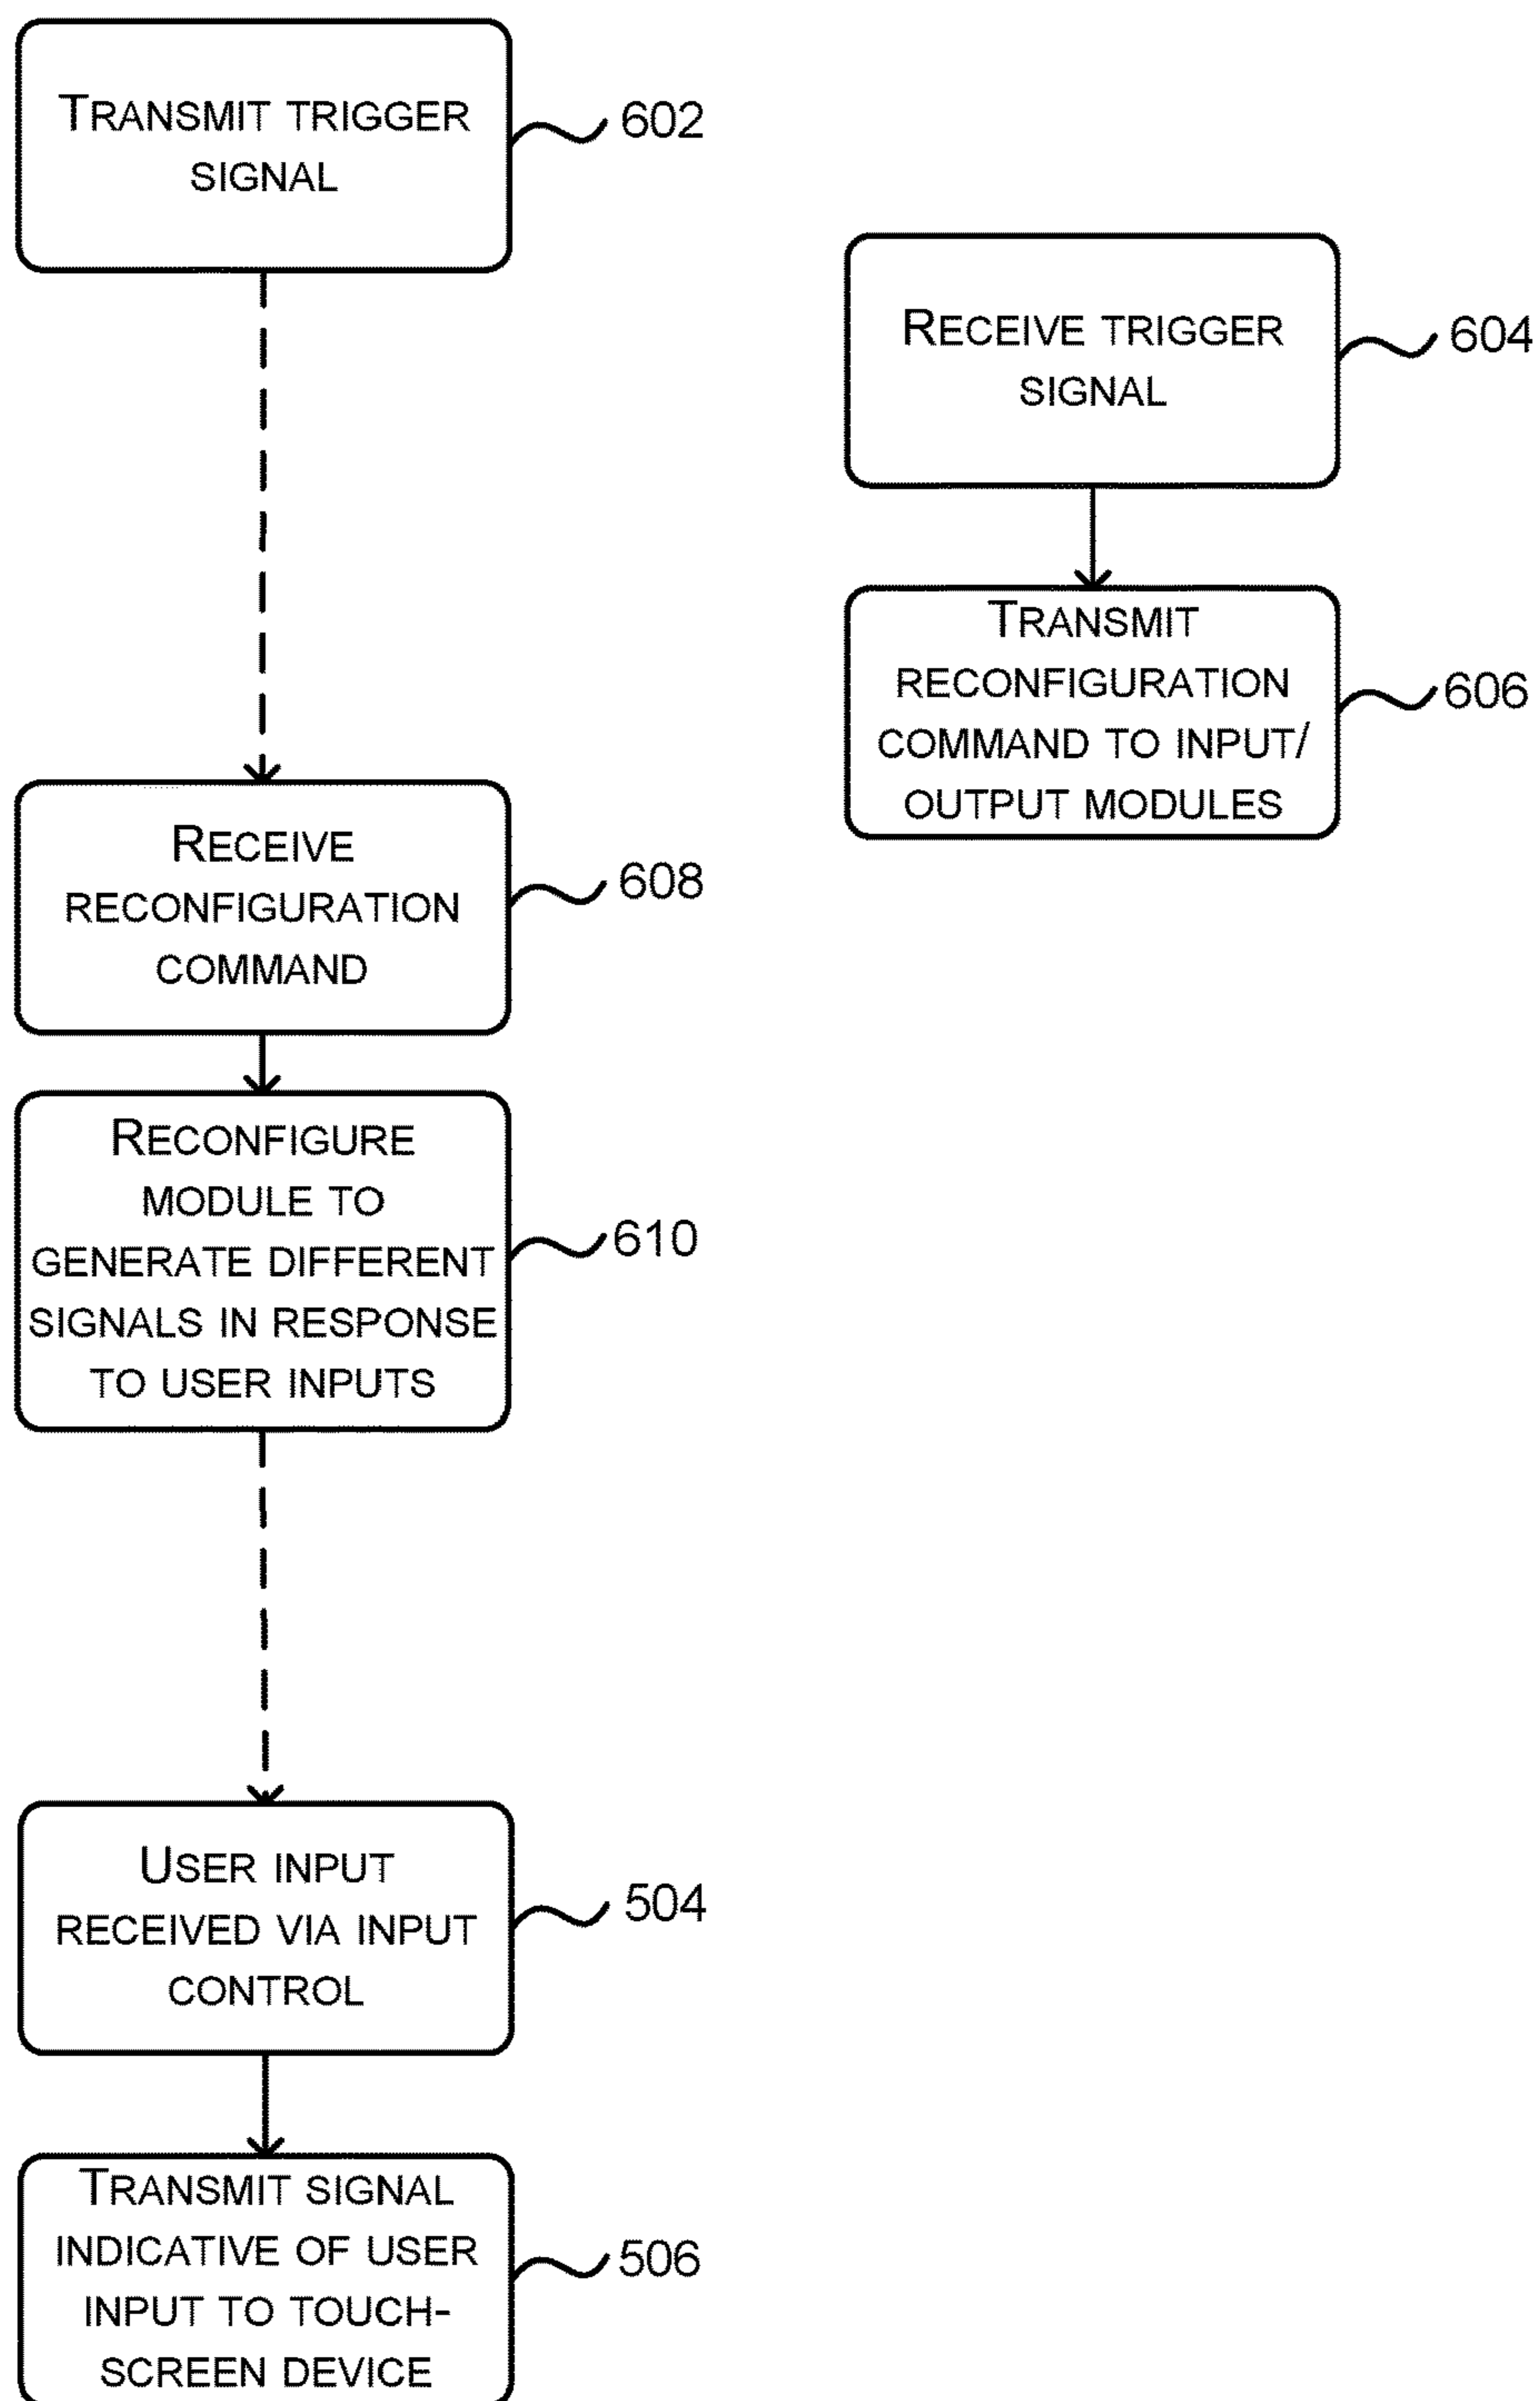 TRANSMIT TRIGGER
SIGNAL
602
RECEIVE TRIGGER
SIGNAL
604
TRANSMIT
RECONFIGURATION
COMMAND TO INPUT/
OUTPUT MODULES
606
RECEIVE
RECONFIGURATION
COMMAND
608
RECONFIGURE
MODULE TO
GENERATE DIFFERENT
SIGNALS IN RESPONSE
TO USER INPUTS
610
USER INPUT
RECEIVED VIA INPUT
CONTROL
504
TRANSMIT SIGNAL
INDICATIVE OF USER
INPUT TO TOUCH-
SCREEN DEVICE
506